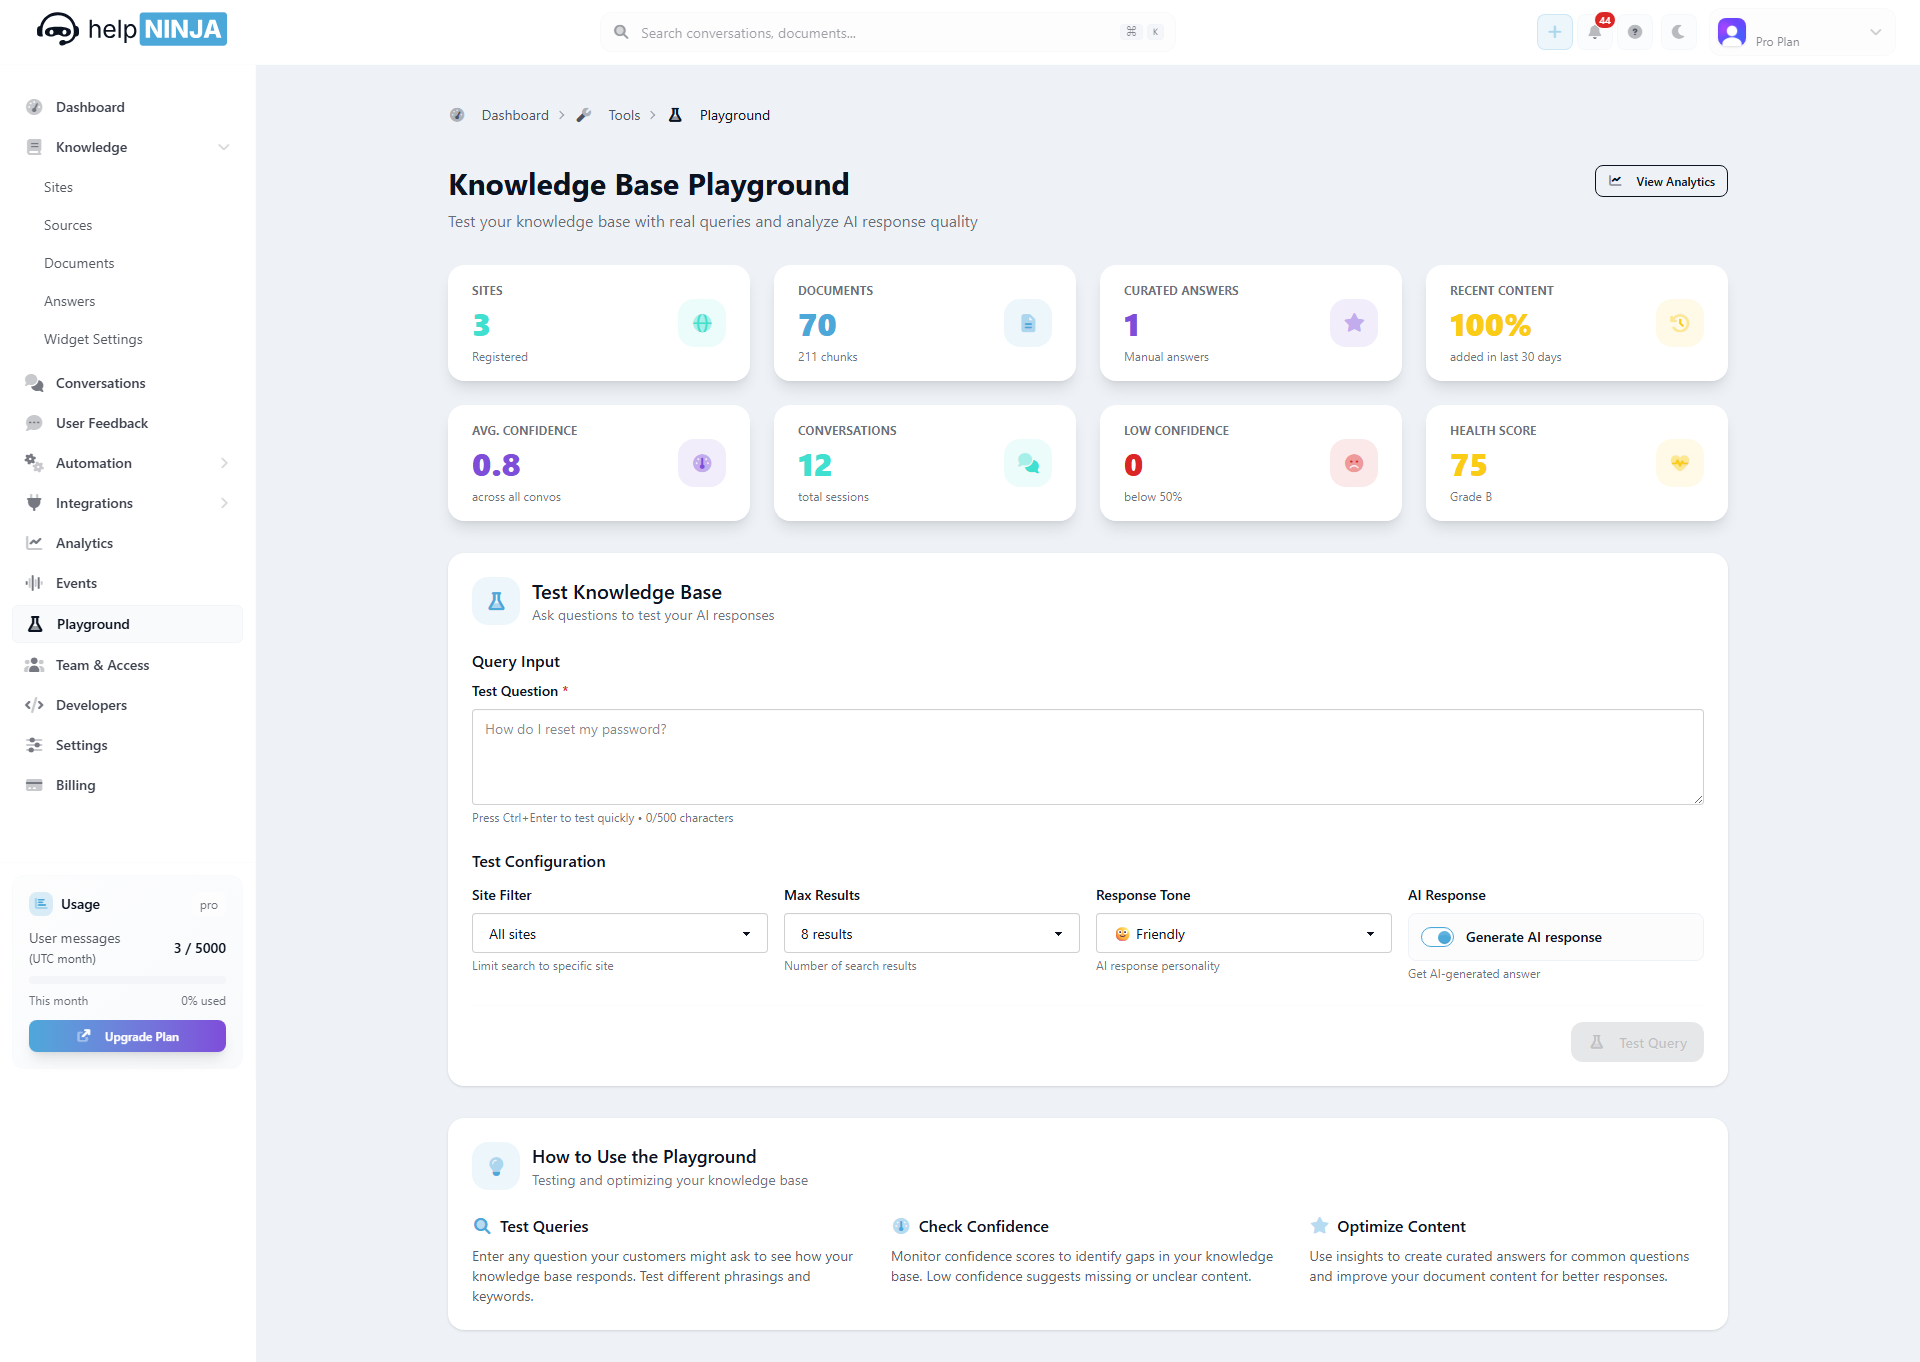 help NINJA
Search conversations, documents...
⌘ K
44
Pro Plan
Dashboard
Knowledge
Sites
Sources
Documents
Answers
Widget Settings
Conversations
User Feedback
Automation
Integrations
Analytics
Events
Playground
Team & Access
Developers
Settings
Billing
Usage
pro
User messages
(UTC month)
3 / 5000
This month
0% used
Upgrade Plan
Dashboard > Tools > Playground
Knowledge Base Playground
Test your knowledge base with real queries and analyze AI response quality
View Analytics
SITES
3
Registered
DOCUMENTS
70
211 chunks
CURATED ANSWERS
1
Manual answers
RECENT CONTENT
100%
added in last 30 days
AVG. CONFIDENCE
0.8
across all convos
CONVERSATIONS
12
total sessions
LOW CONFIDENCE
0
below 50%
HEALTH SCORE
75
Grade B
Test Knowledge Base
Ask questions to test your AI responses
Query Input
Test Question *
How do I reset my password?
Press Ctrl+Enter to test quickly • 0/500 characters
Test Configuration
Site Filter
All sites
Limit search to specific site
Max Results
8 results
Number of search results
Response Tone
Friendly
AI response personality
AI Response
Generate AI response
Get AI-generated answer
Test Query
How to Use the Playground
Testing and optimizing your knowledge base
Test Queries
Enter any question your customers might ask to see how your
knowledge base responds. Test different phrasings and
keywords.
Check Confidence
Monitor confidence scores to identify gaps in your knowledge
base. Low confidence suggests missing or unclear content.
Optimize Content
Use insights to create curated answers for common questions
and improve your document content for better responses.